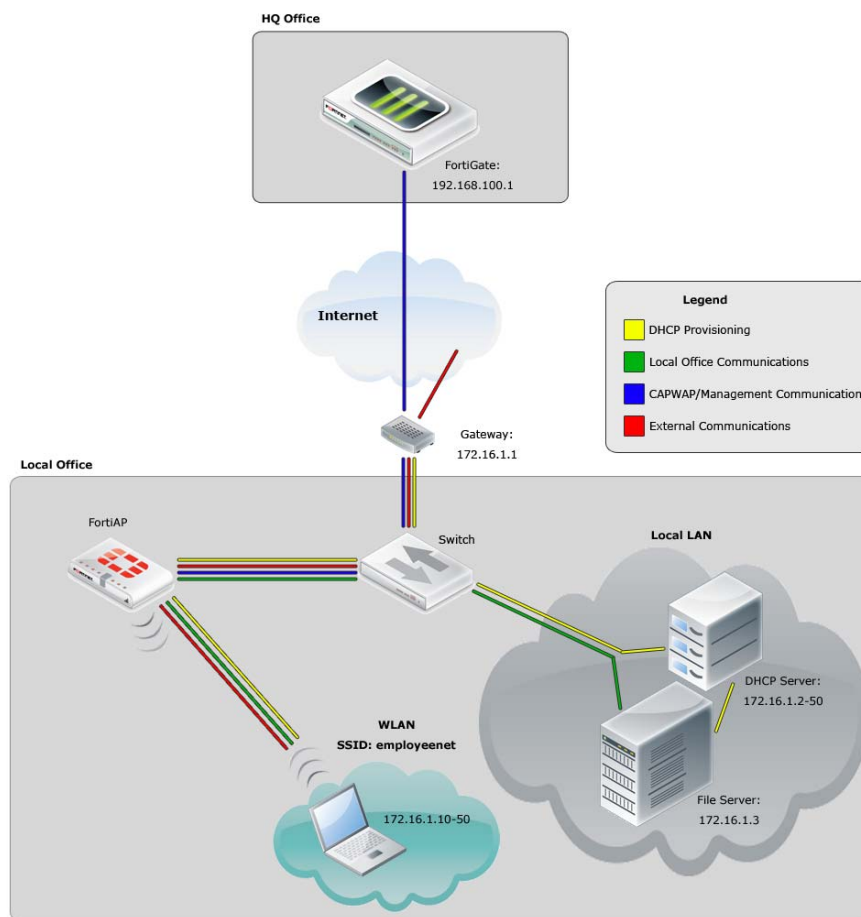 HQ Office
FortiGate:
192.168.100.1
Internet
Legend
DHCP Provisioning
Local Office Communications
CAPWAP/Management Communication
External Communications
Gateway:
172.16.1.1
Local Office
FortiAP
Switch
Local LAN
DHCP Server:
172.16.1.2-50
WLAN
SSID: employeenet
172.16.1.10-50
File Server:
172.16.1.3